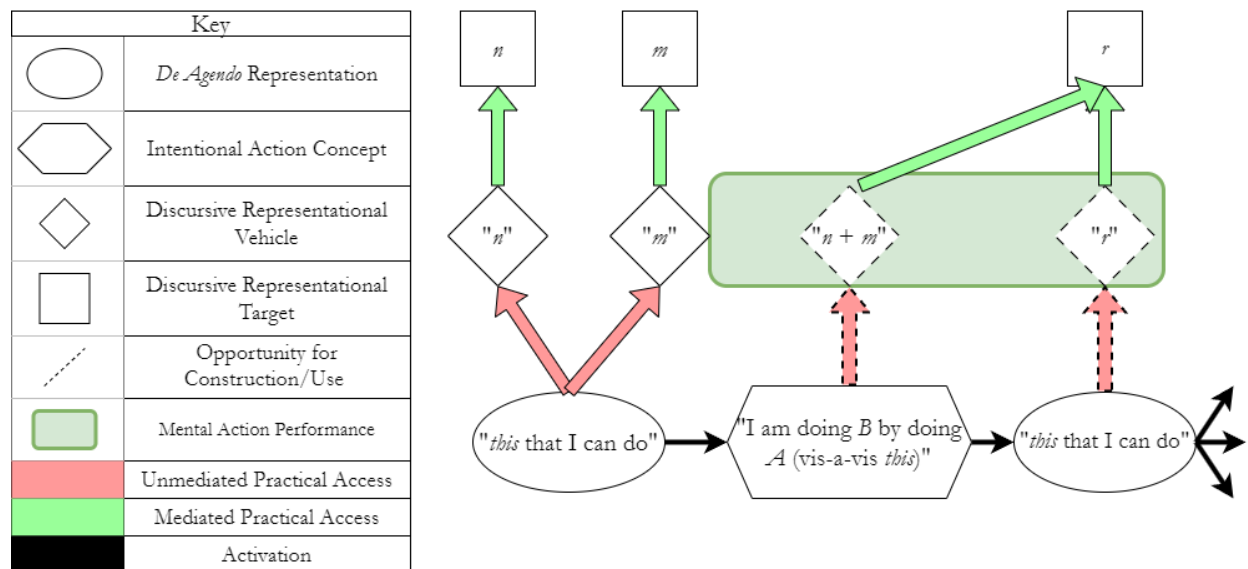 Key
De Agendo Representation
Intentional Action Concept
Discursive Representational
Vehicle
Discursive Representational
Target
Opportunity for
Construction/Use
Mental Action Performance
Unmediated Practical Access
Mediated Practical Access
Activation
n
m
r
"n"
"m"
"n + m"
"r"
"this that I can do"
"I am doing B by doing
A (vis-a-vis this)"
"this that I can do"